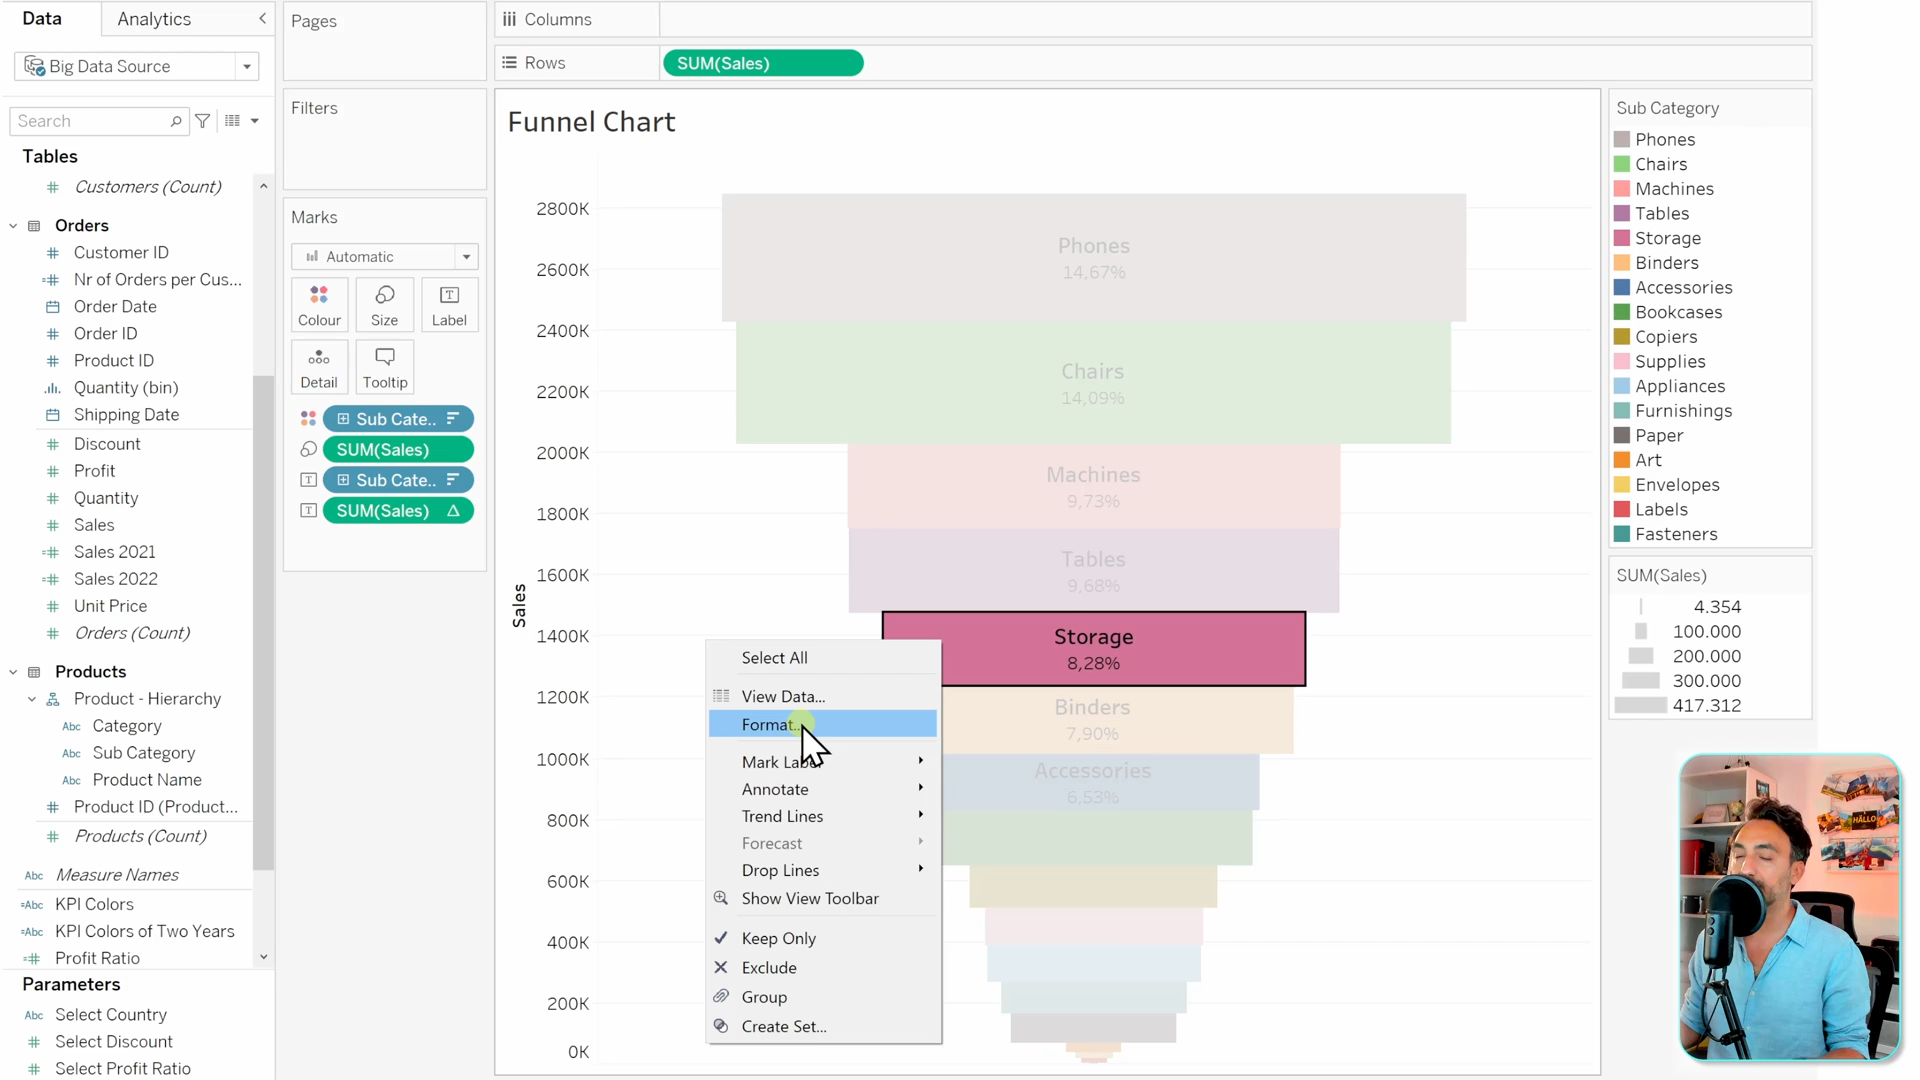 Data
Analytics
Big Data Source
Search
Tables
Customers (Count)
Orders
Customer ID
Nr of Orders per Cus...
Order Date
Order ID
Product ID
Quantity (bin)
Shipping Date
Discount
Profit
Quantity
Sales
Sales 2021
Sales 2022
Unit Price
Orders (Count)
Products
Product - Hierarchy
Abc Category
Abc Sub Category
Abc Product Name
Product ID (Product...
Products (Count)
Abc Measure Names
=Abc KPI Colors
=Abc KPI Colors of Two Years
Profit Ratio
Parameters
Abc Select Country
Select Discount
Select Profit Ratio
Pages
Filters
Marks
Automatic
Colour
Size
Label
Detail
Tooltip
Sub Cate..
SUM(Sales)
Sub Cate..
SUM(Sales)
Columns
Rows
SUM(Sales)
Funnel Chart
Sales
2800K
2600K
2400K
2200K
2000K
1800K
1600K
1400K
1200K
1000K
800K
600K
400K
200K
0K
Phones
14,67%
Chairs
14,09%
Machines
9,73%
Tables
9,68%
Storage
8,28%
Binders
7,90%
Accessories
6,53%
Select All
View Data...
Format...
Mark Label
Annotate
Trend Lines
Forecast
Drop Lines
Show View Toolbar
Keep Only
Exclude
Group
Create Set...
Sub Category
Phones
Chairs
Machines
Tables
Storage
Binders
Accessories
Bookcases
Copiers
Supplies
Appliances
Furnishings
Paper
Art
Envelopes
Labels
Fasteners
SUM(Sales)
4.354
100.000
200.000
300.000
417.312
HALLO